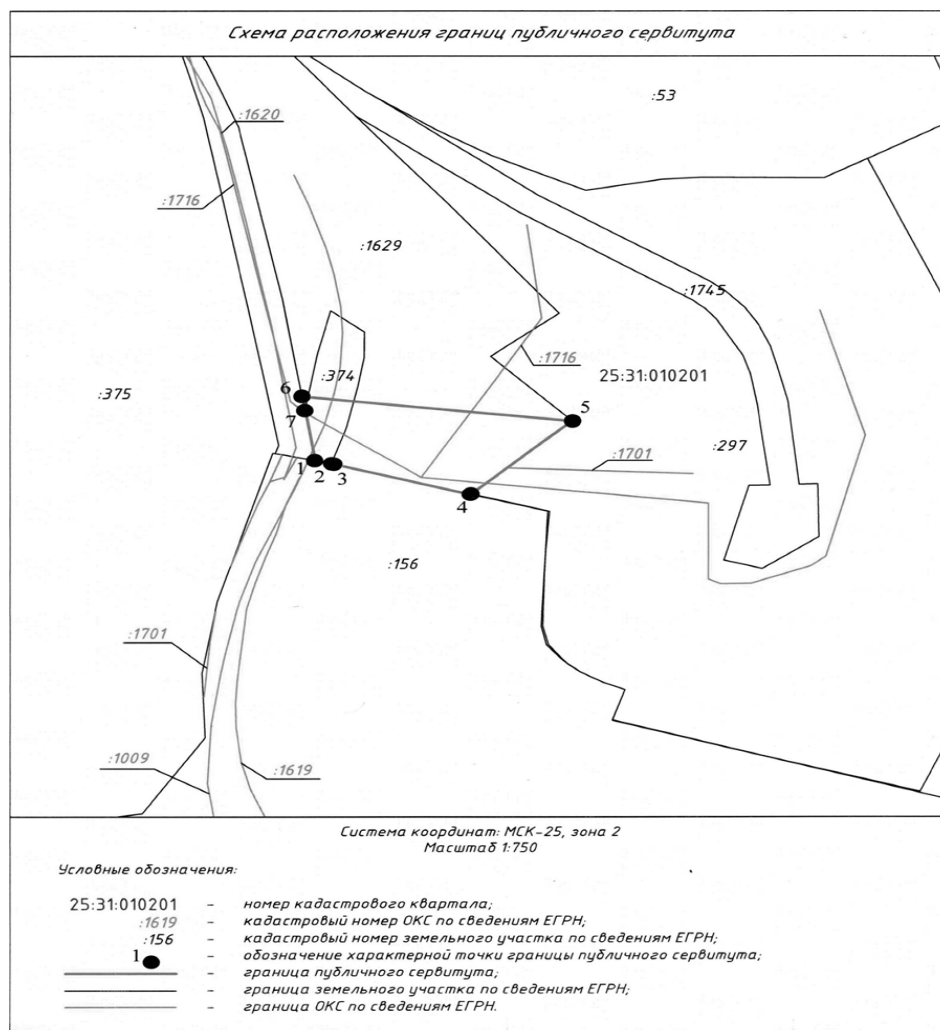 Схема расположения границ публичного сервитута
:53
:1620
:1716
:1629
:1745
:1716
:374
25:31:010201
:375
6
7
5
:297
:1701
1
2
3
4
:156
:1701
:1009
:1619
Система координат: МСК-25, зона 2
Масштаб 1:750
Условные обозначения:
25:31:010201 - номер кадастрового квартала;
:1619 - кадастровый номер ОКС по сведениям ЕГРН;
:156 - кадастровый номер земельного участка по сведениям ЕГРН;
1 - обозначение характерной точки границы публичного сервитута;
- граница публичного сервитута;
- граница земельного участка по сведениям ЕГРН;
- граница ОКС по сведениям ЕГРН.